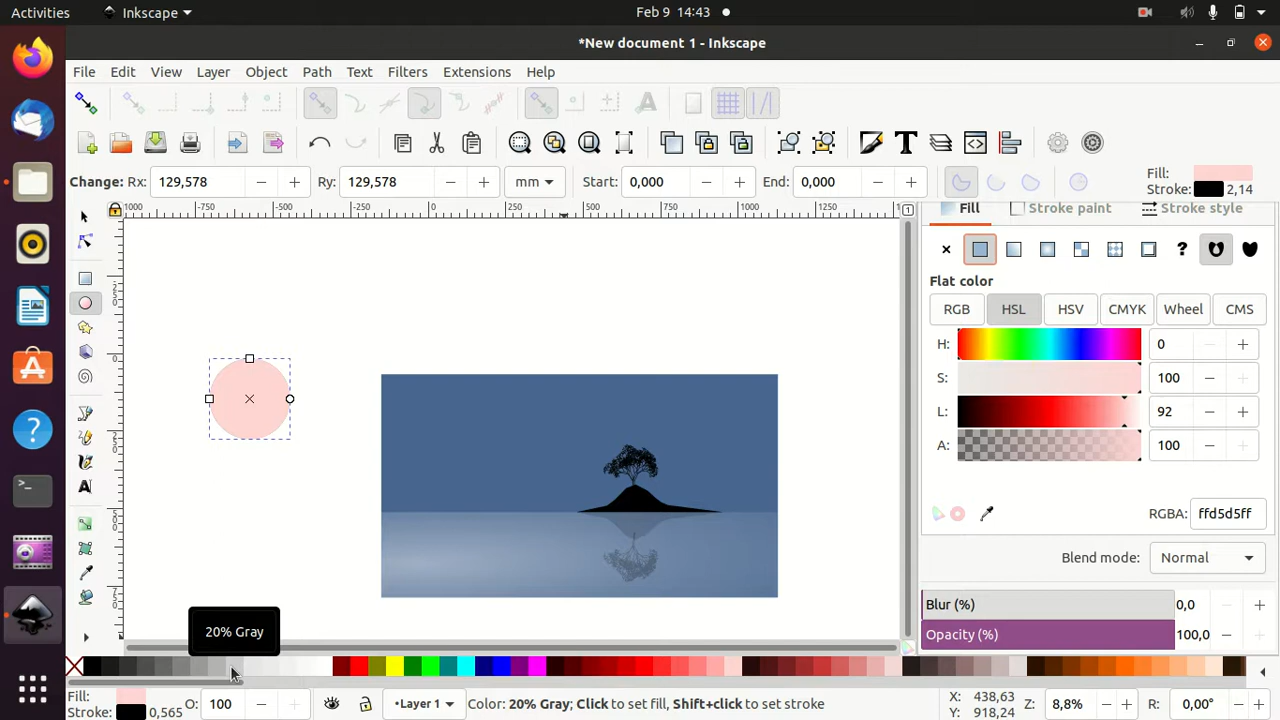 Activities Inkscape Feb 9 14:43
*New document 1 - Inkscape
File Edit View Layer Object Path Text Filters Extensions Help
Change: Rx: 129,578 Ry: 129,578 mm Start: 0,000 End: 0,000 Fill:
Stroke: 2,14
1000 -750 -500 -250 0 250 500 750 1000 1250
Fill Stroke paint Stroke style
Flat color
RGB HSL HSV CMYK Wheel CMS
H: 0
S: 100
L: 92
A: 100
RGBA: ffd5d5ff
Blend mode: Normal
Blur (%) 0,0
20% Gray
Opacity (%) 100,0
Fill: O: 100 Layer 1 Color: 20% Gray; Click to set fill, Shift+click to set stroke X: 438,63 Z: 8,8% R: 0,00°
Stroke: 0,565 Y: 918,24